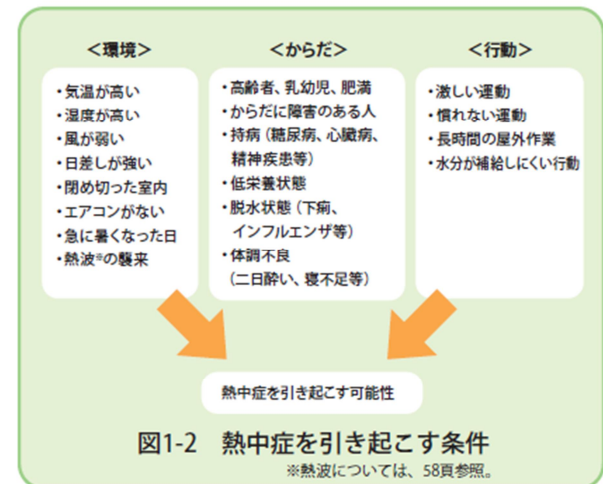 ＜環境＞
・気温が高い
・湿度が高い
・風が弱い
・日差しが強い
・閉め切った室内
・エアコンがない
・急に暑くなった日
・熱波※の襲来
＜からだ＞
・高齢者、乳幼児、肥満
・からだに障害のある人
・持病（糖尿病、心臓病、
精神疾患等）
・低栄養状態
・脱水状態（下痢、
インフルエンザ等）
・体調不良
（二日酔い、寝不足等）
＜行動＞
・激しい運動
・慣れない運動
・長時間の屋外作業
・水分が補給しにくい行動
熱中症を引き起こす可能性
図1-2　熱中症を引き起こす条件
※熱波については、58頁参照。